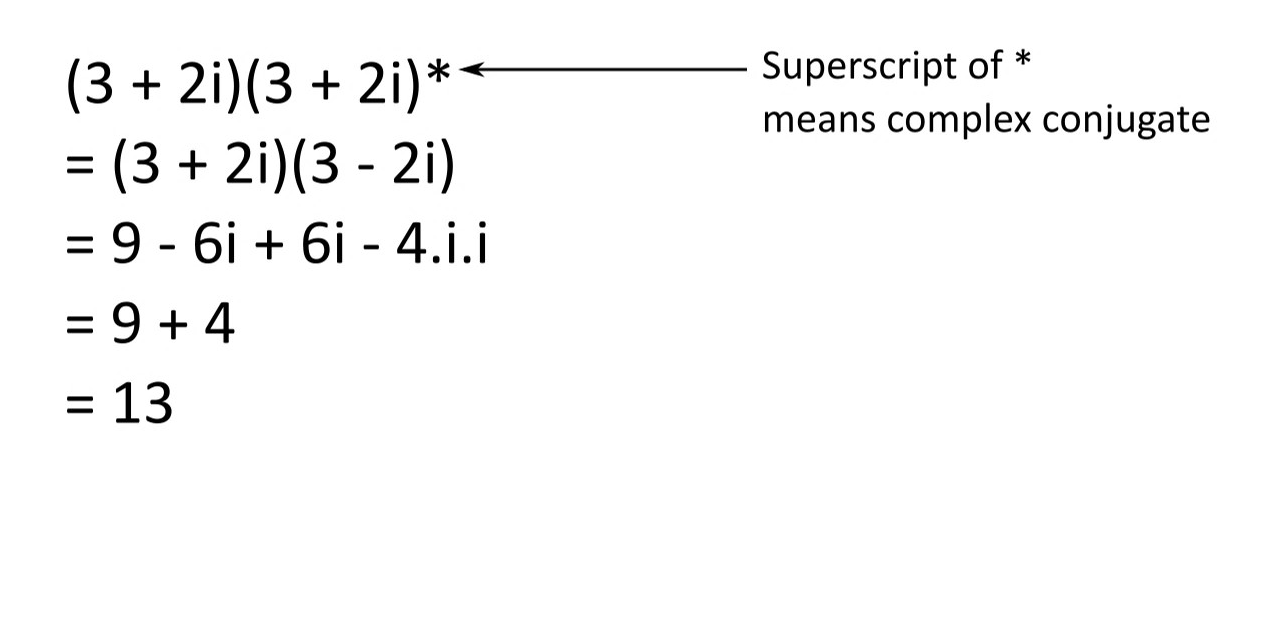 (3 + 2i)(3 + 2i)*
Superscript of *
means complex conjugate
= (3 + 2i)(3 - 2i)
= 9 - 6i + 6i - 4.i.i
= 9 + 4
= 13